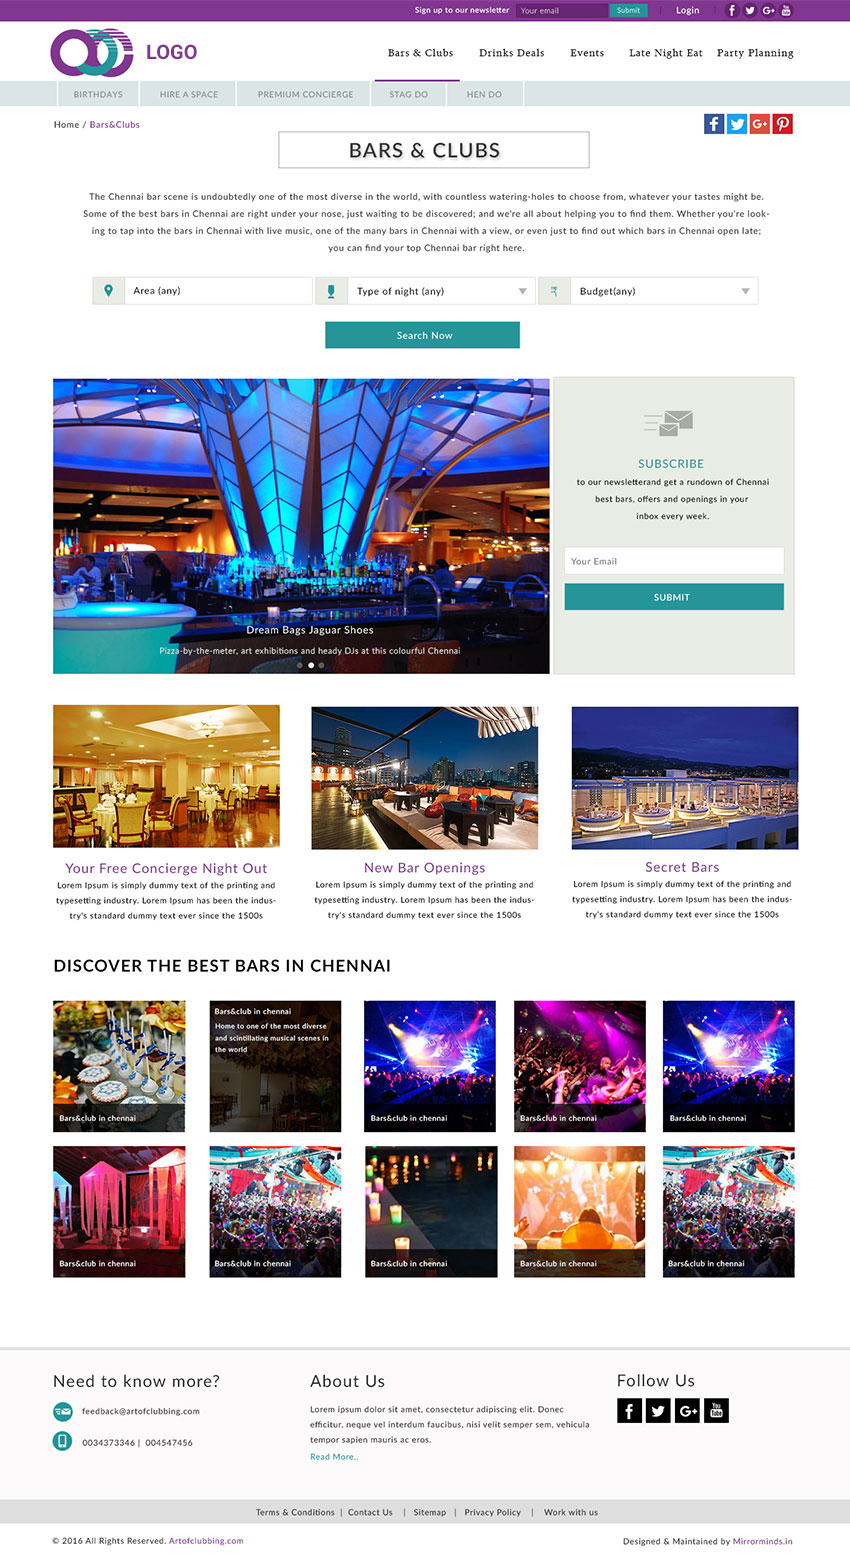 Sign up to our newsletter Your email Submit | Login |
LOGO
Bars & Clubs Drinks Deals Events Late Night Eat Party Planning
BIRTHDAYS HIRE A SPACE PREMIUM CONCIERGE STAG DO HEN DO
Home / Bars&Clubs
BARS & CLUBS
The Chennai bar scene is undoubtedly one of the most diverse in the world, with countless watering-holes to choose from, whatever your tastes might be.
Some of the best bars in Chennai are right under your nose, just waiting to be discovered; and we're all about helping you to find them. Whether you're look-
ing to tap into the bars in Chennai with live music, one of the many bars in Chennai with a view, or even just to find out which bars in Chennai open late;
you can find your top Chennai bar right here.
Area (any) Type of night (any) Budget(any)
Search Now
Dream Bags Jaguar Shoes
Pizza-by-the-meter, art exhibitions and heady DJs at this colourful Chennai
SUBSCRIBE
to our newsletterand get a rundown of Chennai
best bars, offers and openings in your
inbox every week.
Your Email
SUBMIT
Your Free Concierge Night Out
Lorem Ipsum is simply dummy text of the printing and
typesetting industry. Lorem Ipsum has been the indus-
try's standard dummy text ever since the 1500s
New Bar Openings
Lorem Ipsum is simply dummy text of the printing and
typesetting industry. Lorem Ipsum has been the indus-
try's standard dummy text ever since the 1500s
Secret Bars
Lorem Ipsum is simply dummy text of the printing and
typesetting industry. Lorem Ipsum has been the indus-
try's standard dummy text ever since the 1500s
DISCOVER THE BEST BARS IN CHENNAI
Bars&club in chennai
Bars&Club in chennai
Home to one of the most diverse
and scintillating musical scenes in
the world
Bars&club in chennai
Bars&club in chennai
Bars&club in chennai
Bars&club in chennai
Bars&club in chennai
Bars&club in chennai
Bars&club in chennai
Bars&club in chennai
Need to know more?
feedback@artofclubbing.com
0034373346 | 004547456
About Us
Lorem ipsum dolor sit amet, consectetur adipiscing elit. Donec
efficitur, neque vel interdum faucibus, nisi velit semper sem, vehicula
tempor sapien mauris ac eros.
Read More..
Follow Us
Terms & Conditions | Contact Us | Sitemap | Privacy Policy | Work with us
© 2016 All Rights Reserved. Artofclubbing.com
Designed & Maintained by Mirrorminds.in